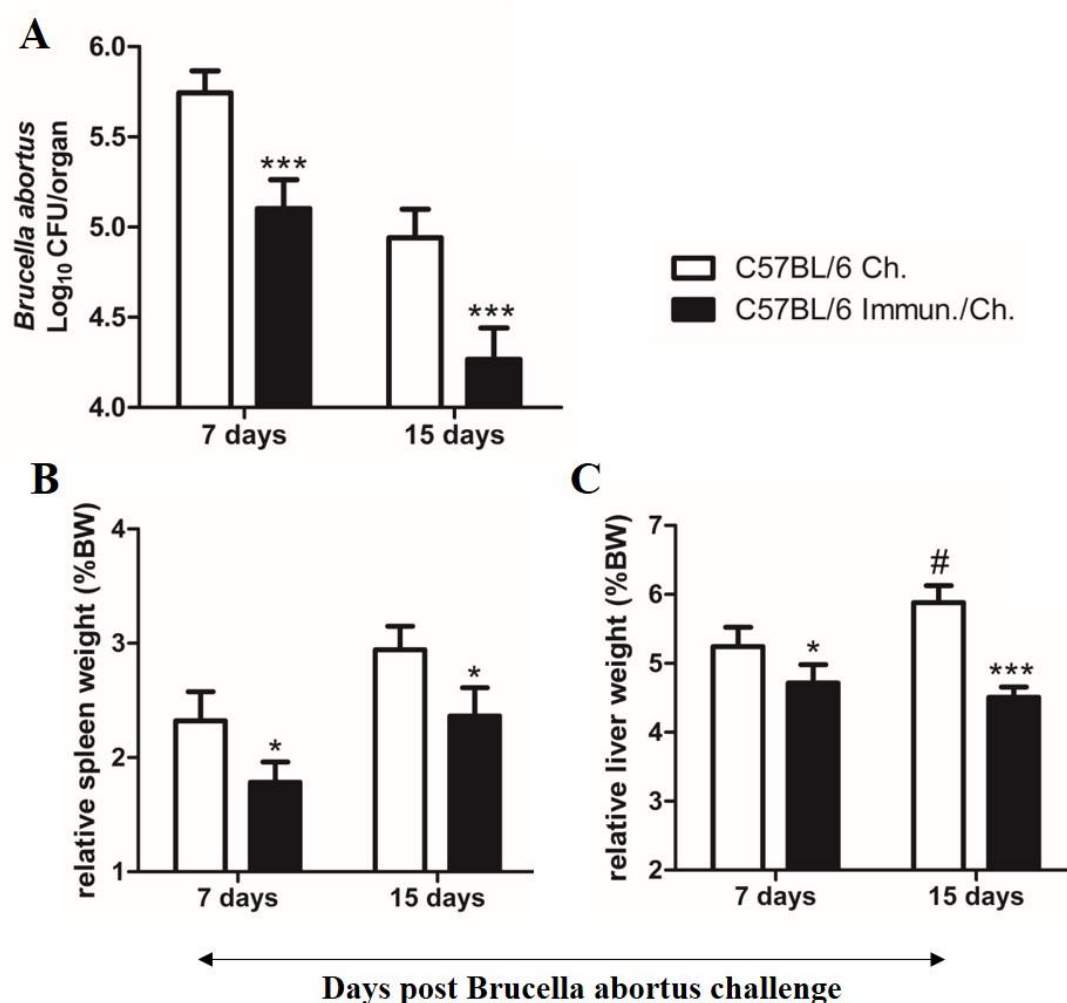 A
Brucella abortus
Log₁₀ CFU/organ
6.0
5.5
5.0
4.5
4.0
***
***
7 days
15 days
C57BL/6 Ch.
C57BL/6 Immun./Ch.
B
relative spleen weight (%BW)
4
3
2
1
*
*
7 days
15 days
C
relative liver weight (%BW)
7
6
5
4
3
2
*
#
***
7 days
15 days
Days post Brucella abortus challenge